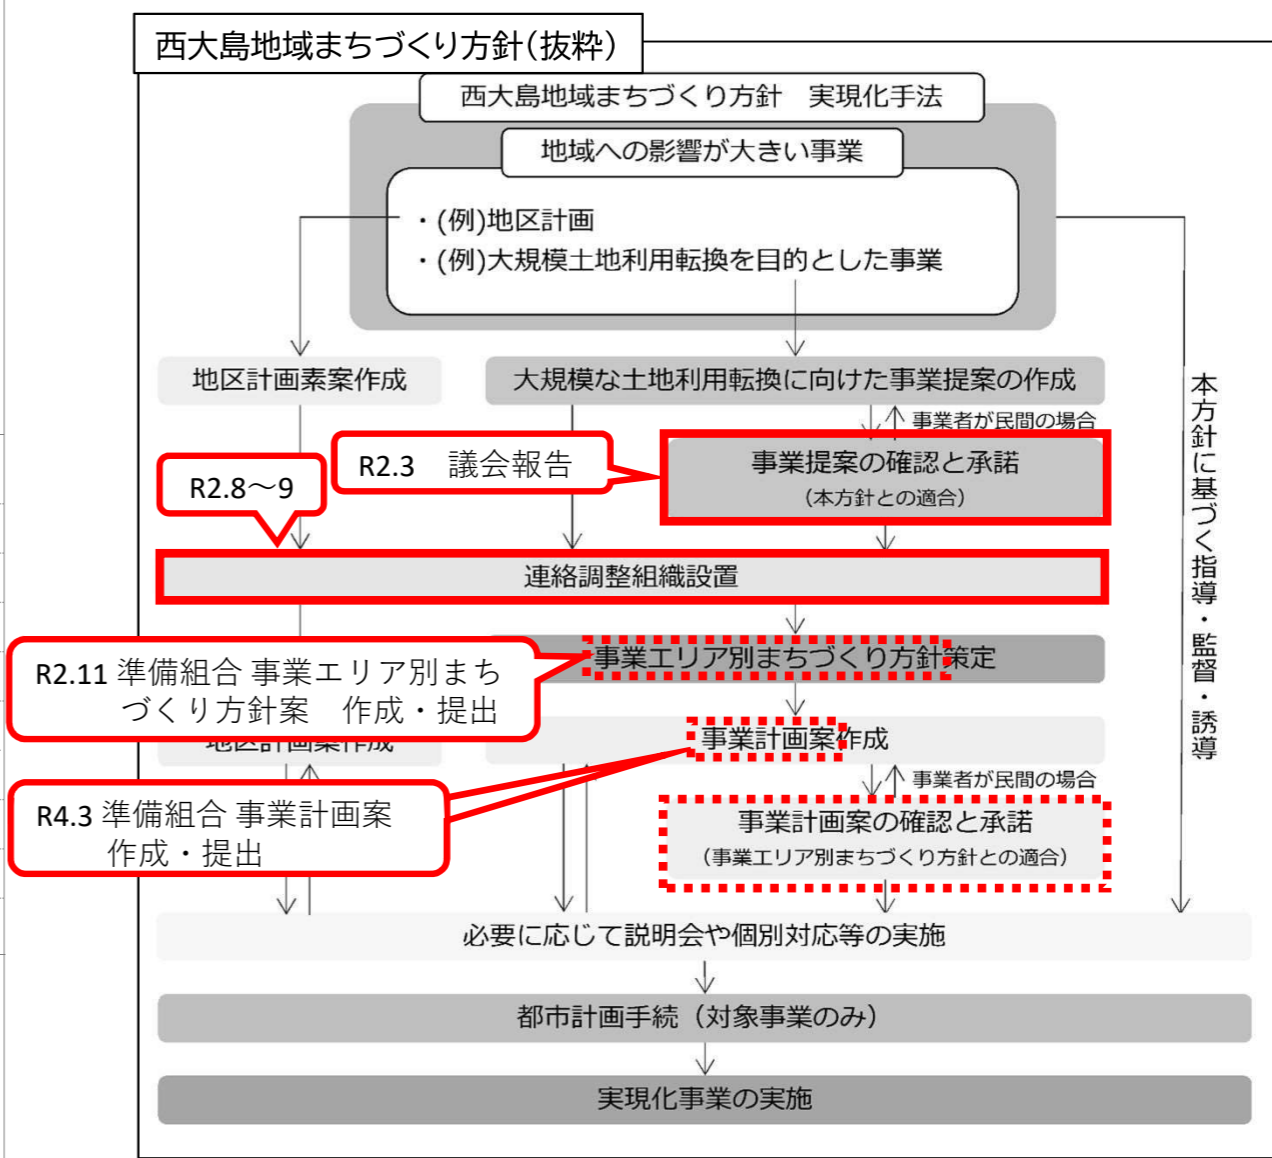 西大島地域まちづくり方針(抜粋)
西大島地域まちづくり方針　実現化手法
地域への影響が大きい事業
・(例)地区計画
・(例)大規模土地利用転換を目的とした事業
地区計画素案作成
大規模な土地利用転換に向けた事業提案の作成
事業者が民間の場合
R2.3　議会報告
事業提案の確認と承諾
（本方針との適合）
R2.8～9
連絡調整組織設置
本方針に基づく指導・監督・誘導
事業エリア別まちづくり方針策定
R2.11 準備組合 事業エリア別まち
づくり方針案　作成・提出
地区計画案作成
事業計画案作成
事業者が民間の場合
R4.3 準備組合 事業計画案
作成・提出
事業計画案の確認と承諾
（事業エリア別まちづくり方針との適合）
必要に応じて説明会や個別対応等の実施
都市計画手続（対象事業のみ）
実現化事業の実施